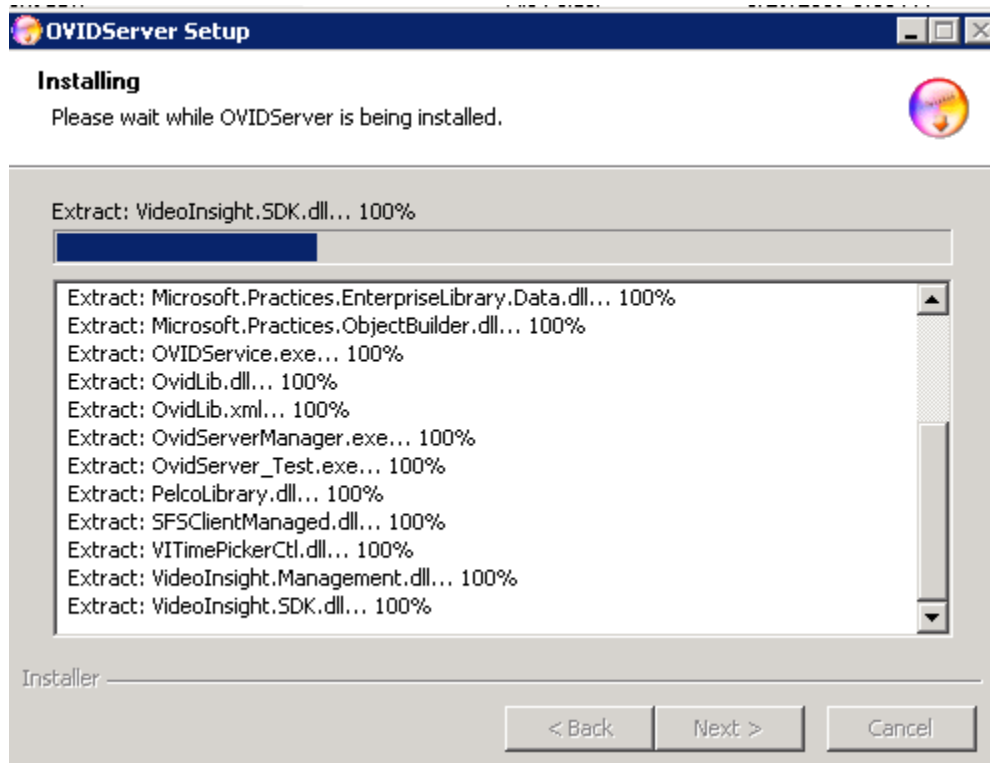 OVIDServer Setup
Installing
Please wait while OVIDServer is being installed.
Extract: VideoInsight.SDK.dll... 100%
Extract: Microsoft.Practices.EnterpriseLibrary.Data.dll... 100%
Extract: Microsoft.Practices.ObjectBuilder.dll... 100%
Extract: OVIDService.exe... 100%
Extract: OvidLib.dll... 100%
Extract: OvidLib.xml... 100%
Extract: OvidServerManager.exe... 100%
Extract: OvidServer_Test.exe... 100%
Extract: PelcoLibrary.dll... 100%
Extract: SFSClientManaged.dll... 100%
Extract: VITimePickerCtl.dll... 100%
Extract: VideoInsight.Management.dll... 100%
Extract: VideoInsight.SDK.dll... 100%
Installer
< Back Next > Cancel